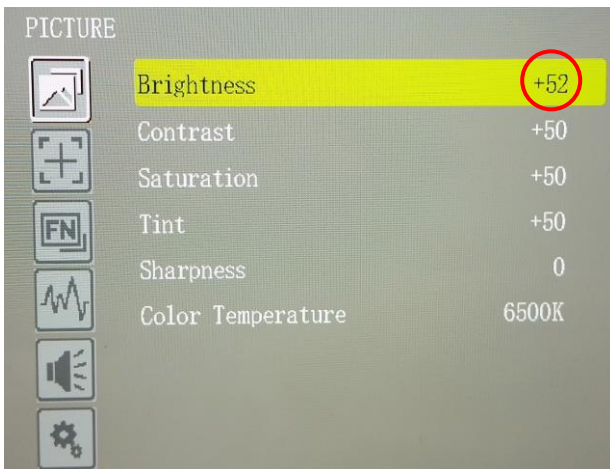 PICTURE
Brightness +52
Contrast +50
Saturation +50
FN Tint +50
Sharpness 0
Color Temperature 6500K